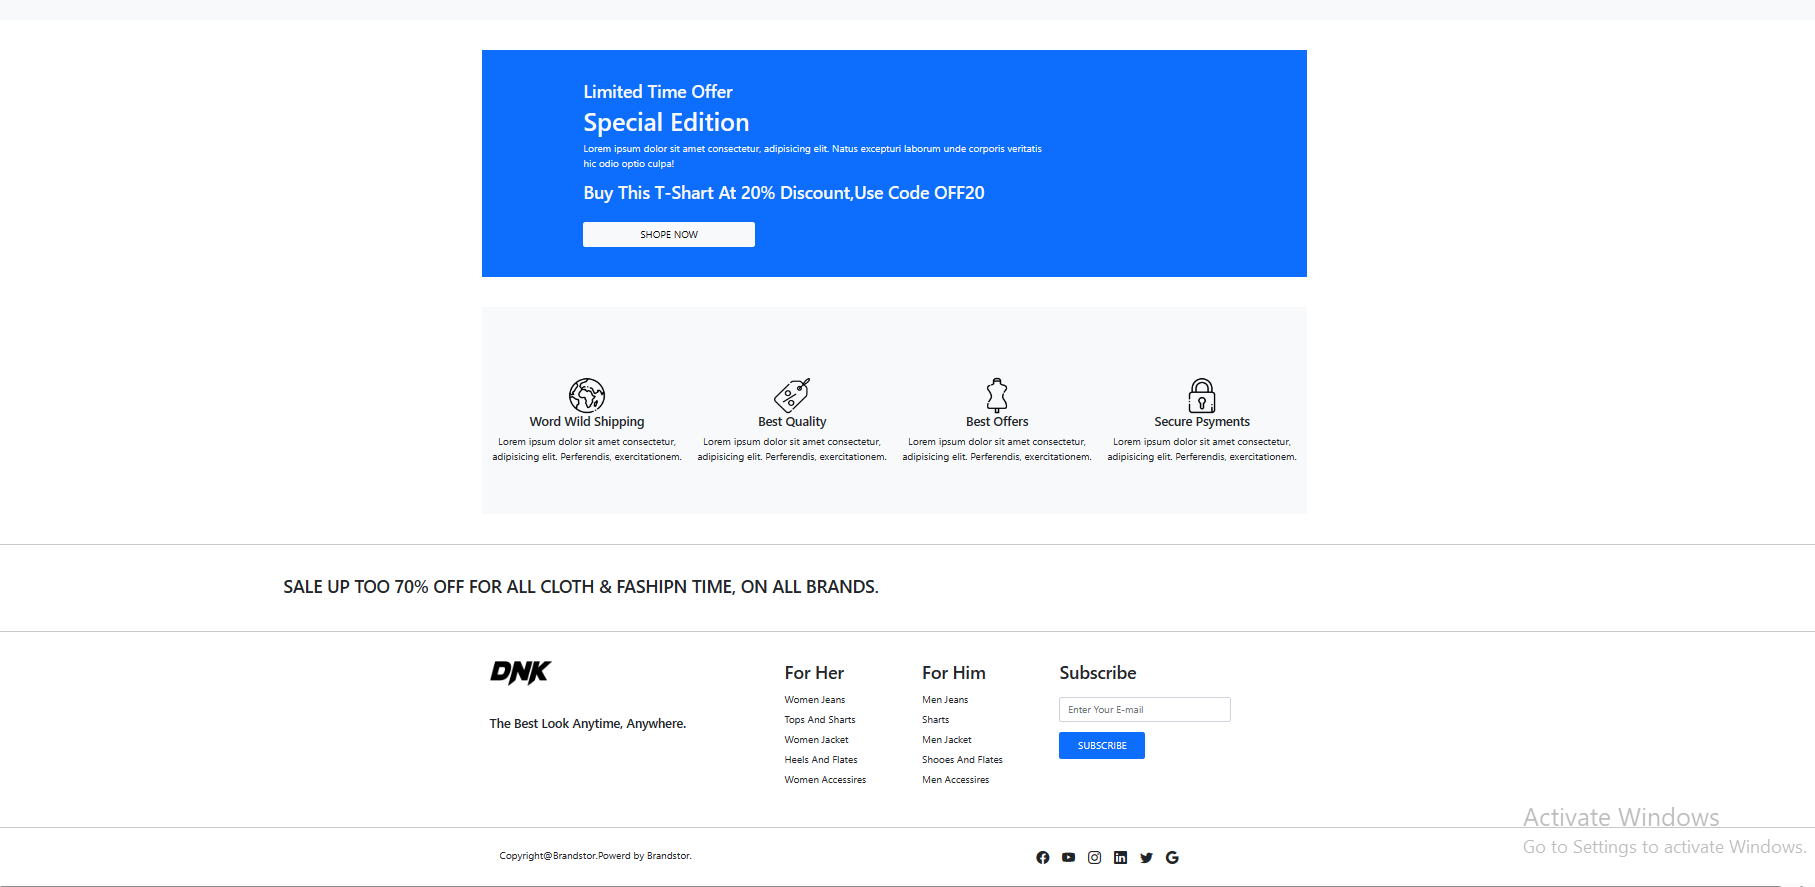 Limited Time Offer
Special Edition
Lorem ipsum dolor sit amet consectetur, adipisicing elit. Natus excepturi laborum unde corporis veritatis
hic odio optio culpa!
Buy This T-Shart At 20% Discount,Use Code OFF20
SHOPE NOW
Word Wild Shipping
Lorem ipsum dolor sit amet consectetur,
adipisicing elit. Perferendis, exercitationem.
Best Quality
Lorem ipsum dolor sit amet consectetur,
adipisicing elit. Perferendis, exercitationem.
Best Offers
Lorem ipsum dolor sit amet consectetur,
adipisicing elit. Perferendis, exercitationem.
Secure Psyments
Lorem ipsum dolor sit amet consectetur,
adipisicing elit. Perferendis, exercitationem.
SALE UP TOO 70% OFF FOR ALL CLOTH & FASHIPN TIME, ON ALL BRANDS.
DNK
The Best Look Anytime, Anywhere.
For Her
Women Jeans
Tops And Sharts
Women Jacket
Heels And Flates
Women Accessires
For Him
Men Jeans
Sharts
Men Jacket
Shooes And Flates
Men Accessires
Subscribe
Enter Your E-mail
SUBSCRIBE
Copyright@Brandstor.Powerd by Brandstor.
Activate Windows
Go to Settings to activate Windows.